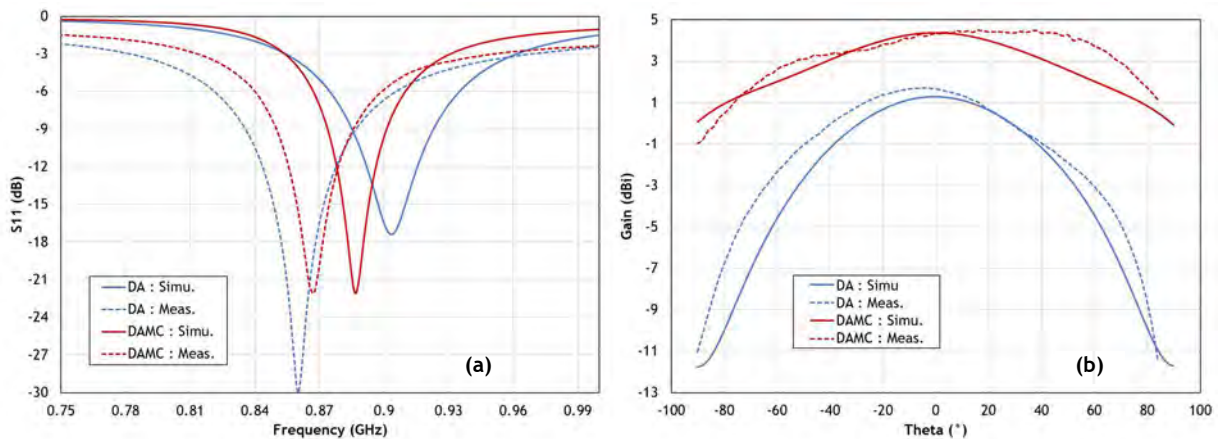 0
-3
-6
-9
-12
-15
-18
-21
-24
-27
-30
S11 (dB)
DA : Simu.
DA : Meas.
DAMC : Simu.
DAMC : Meas.
(a)
0.75 0.78 0.81 0.84 0.87 0.9 0.93 0.96 0.99
Frequency (GHz)
5
3
1
-1
-3
-5
-7
-9
-11
-13
Gain (dBi)
DA : Simu
DA : Meas.
DAMC : Simu.
DAMC : Meas.
(b)
-100 -80 -60 -40 -20 0 20 40 60 80 100
Theta (°)